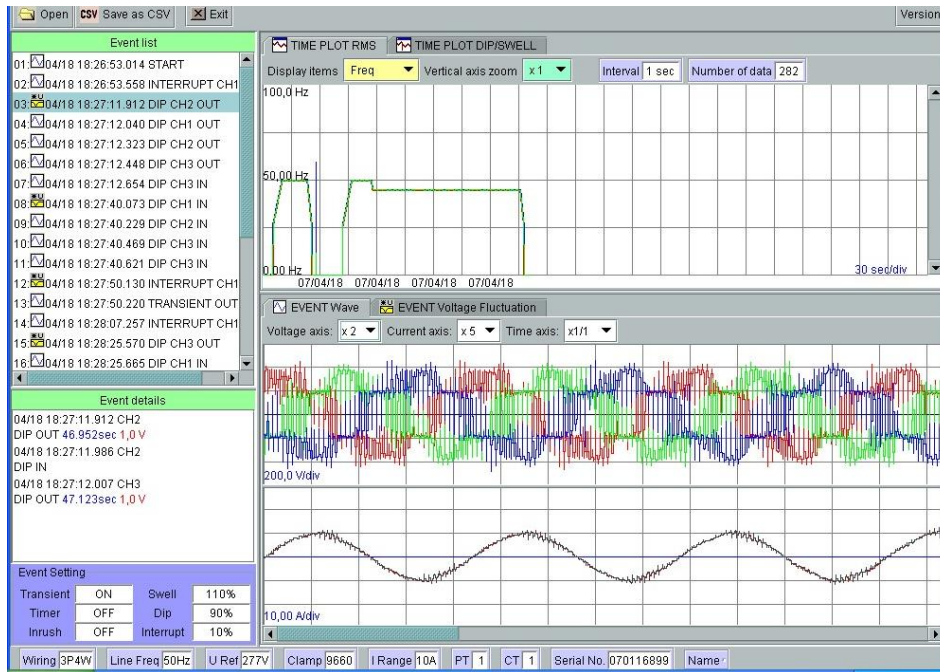 Open CSV Save as CSV Exit Version
Event list
01: 04/18 18:26:53.014 START
02: 04/18 18:26:53.558 INTERRUPT CH1
03: 04/18 18:27:11.912 DIP CH2 OUT
04: 04/18 18:27:12.040 DIP CH1 OUT
05: 04/18 18:27:12.323 DIP CH2 OUT
06: 04/18 18:27:12.448 DIP CH3 OUT
07: 04/18 18:27:12.654 DIP CH3 IN
08: 04/18 18:27:40.073 DIP CH1 IN
09: 04/18 18:27:40.229 DIP CH2 IN
10: 04/18 18:27:40.469 DIP CH3 IN
11: 04/18 18:27:40.621 DIP CH3 IN
12: 04/18 18:27:50.130 INTERRUPT CH1
13: 04/18 18:27:50.220 TRANSIENT OUT
14: 04/18 18:28:07.257 INTERRUPT CH1
15: 04/18 18:28:25.570 DIP CH3 OUT
16: 04/18 18:28:25.665 DIP CH1 IN
Event details
04/18 18:27:11.912 CH2
DIP OUT 46.952sec 1,0 V
04/18 18:27:11.986 CH2
DIP IN
04/18 18:27:12.007 CH3
DIP OUT 47.123sec 1,0 V
Event Setting
Transient ON Swell 110%
Timer OFF Dip 90%
Inrush OFF Interrupt 10%
TIME PLOT RMS TIME PLOT DIP/SWELL
Display items Freq Vertical axis zoom x 1 Interval 1 sec Number of data 282
100,0 Hz
50,00 Hz
0,00 Hz
30 sec/div
07/04/18 07/04/18 07/04/18 07/04/18
EVENT Wave EVENT Voltage Fluctuation
Voltage axis: x 2 Current axis: x 5 Time axis: x1/1
200,0 V/div
10,00 A/div
Wiring 3P4W Line Freq 50Hz U Ref 277V Clamp 9660 I Range 10A PT 1 CT 1 Serial No. 070116899 Name